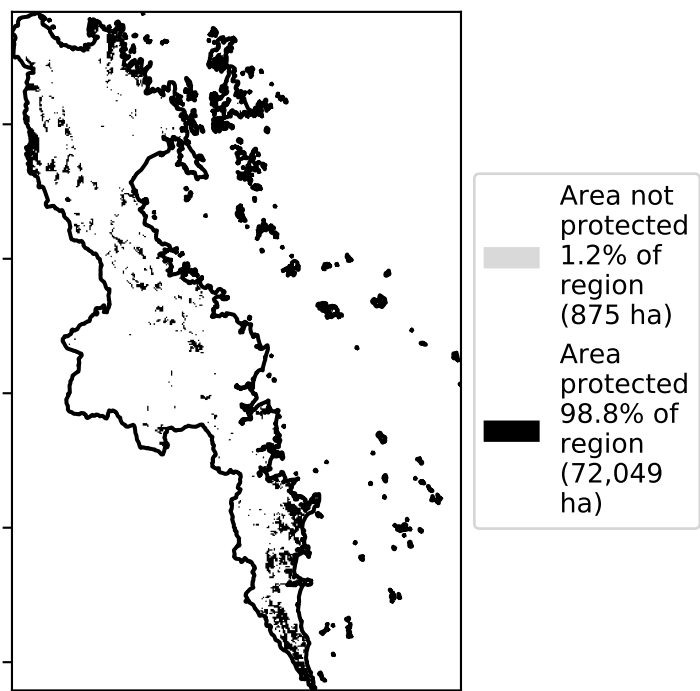 Area not
protected
1.2% of
region
(875 ha)
Area
protected
98.8% of
region
(72,049
ha)